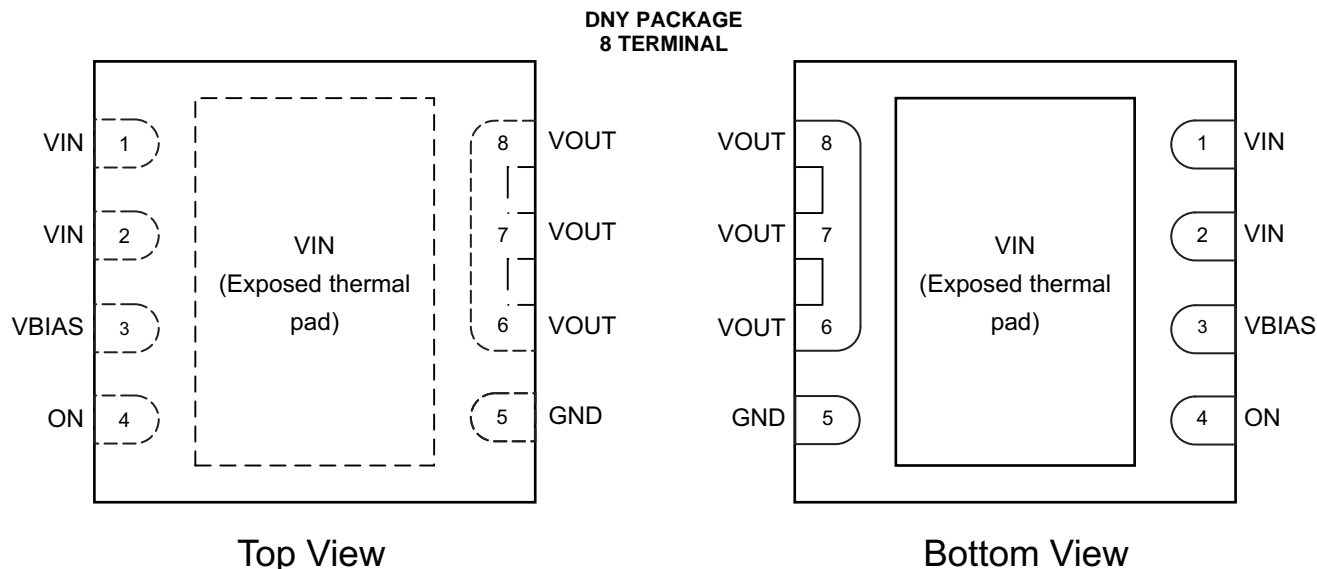 DNY PACKAGE
8 TERMINAL
VIN 1
VIN 2
VBIAS 3
ON 4
VIN
(Exposed thermal
pad)
8 VOUT
7 VOUT
6 VOUT
5 GND
Top View
VOUT 8
VOUT 7
VOUT 6
GND 5
VIN
(Exposed thermal
pad)
1 VIN
2 VIN
3 VBIAS
4 ON
Bottom View